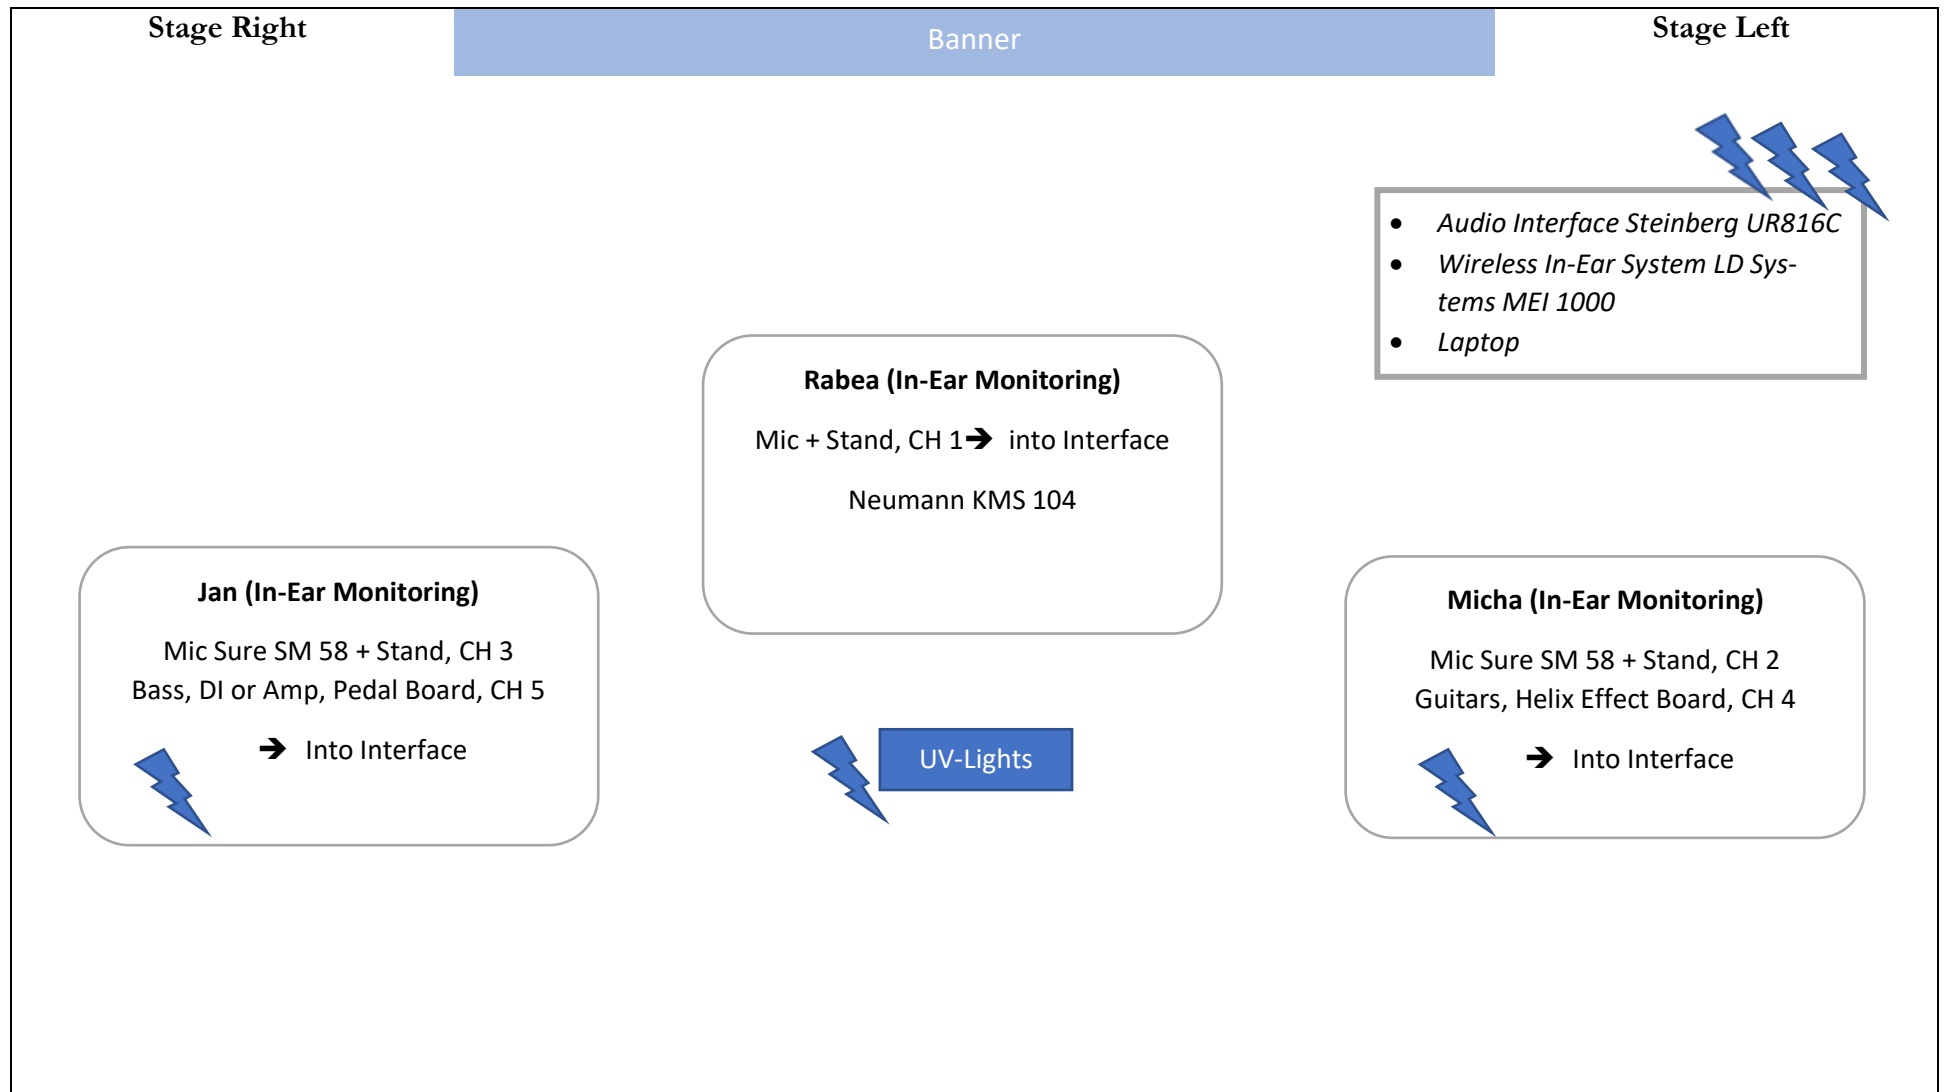 Stage Right
Banner
Stage Left
• Audio Interface Steinberg UR816C
• Wireless In-Ear System LD Sys-
tems MEI 1000
• Laptop
Rabea (In-Ear Monitoring)
Mic + Stand, CH 1➔ into Interface
Neumann KMS 104
Jan (In-Ear Monitoring)
Mic Sure SM 58 + Stand, CH 3
Bass, DI or Amp, Pedal Board, CH 5
➔ Into Interface
UV-Lights
Micha (In-Ear Monitoring)
Mic Sure SM 58 + Stand, CH 2
Guitars, Helix Effect Board, CH 4
➔ Into Interface